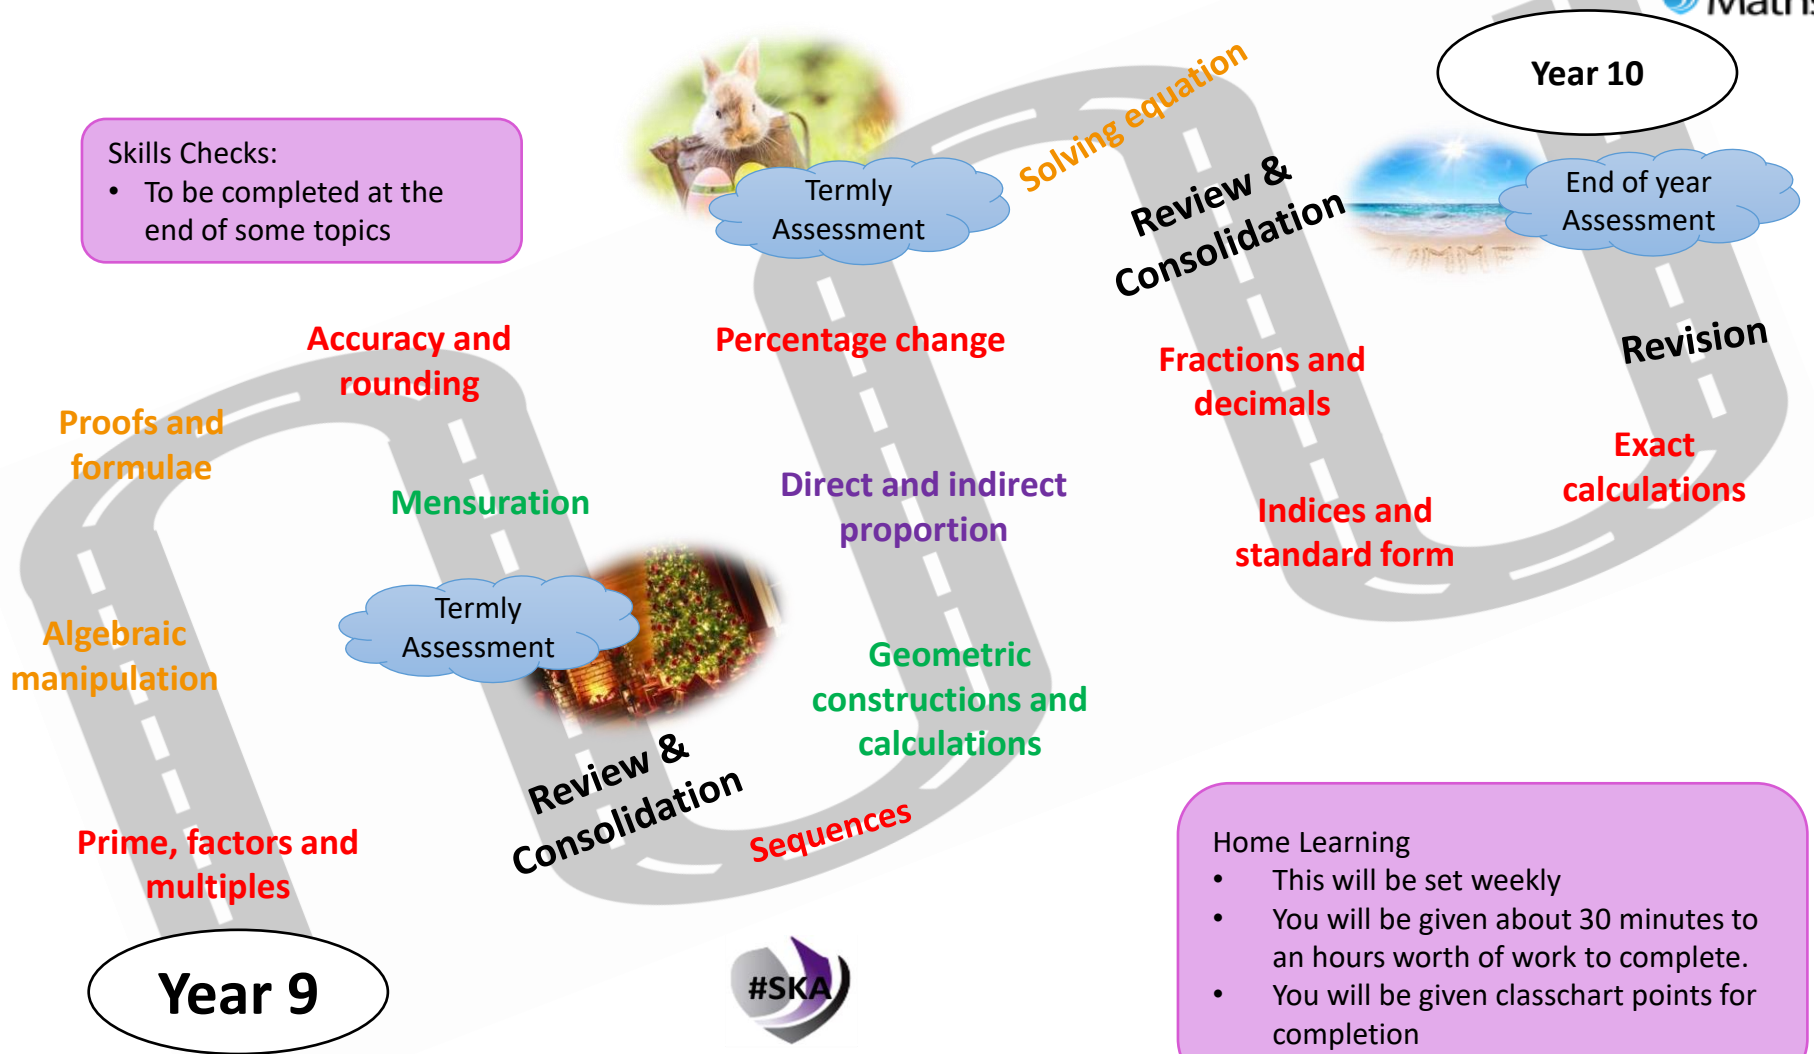 Maths
Year 10
Skills Checks:
• To be completed at the
end of some topics
Termly
Assessment
Solving equation
Review &
Consolidation
End of year
Assessment
Accuracy and
rounding
Percentage change
Fractions and
decimals
Revision
Proofs and
formulae
Mensuration
Direct and indirect
proportion
Indices and
standard form
Exact
calculations
Termly
Assessment
Algebraic
manipulation
Geometric
constructions and
calculations
Review &
Consolidation
Sequences
Prime, factors and
multiples
Home Learning
• This will be set weekly
• You will be given about 30 minutes to
an hours worth of work to complete.
• You will be given classchart points for
completion
Year 9
#SKA